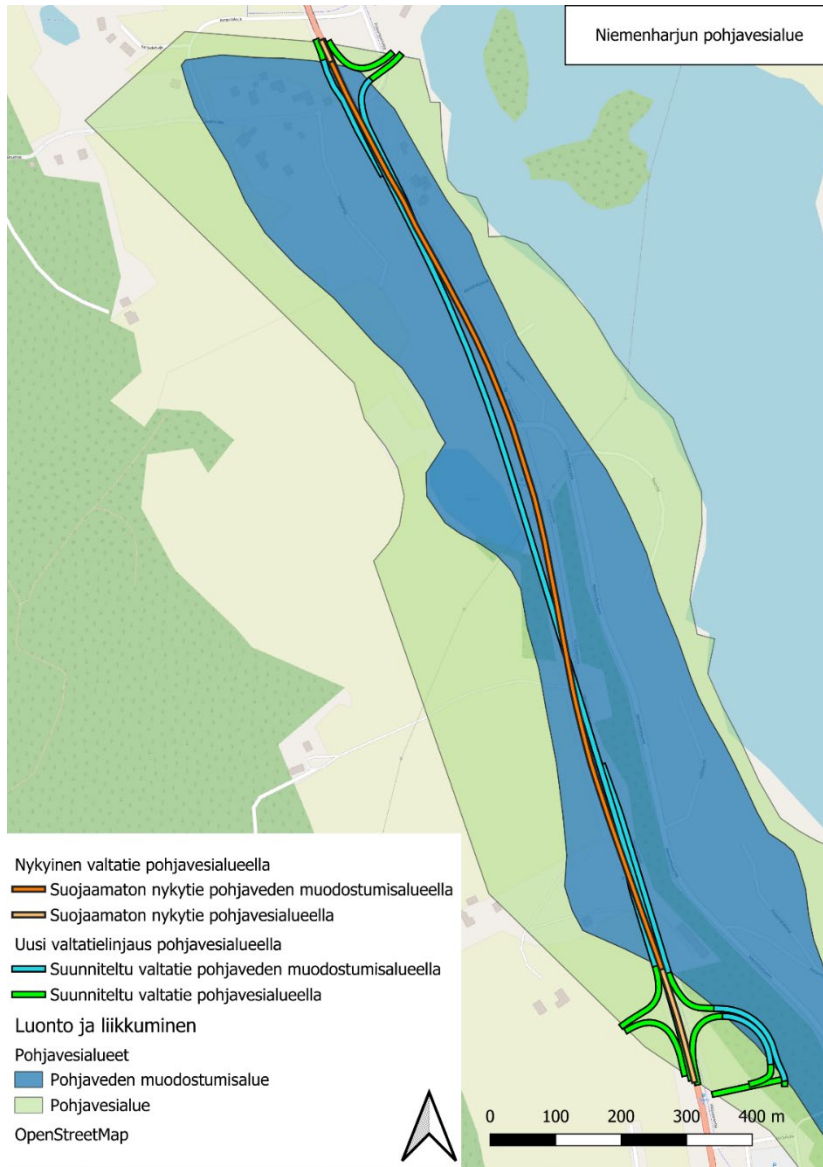 Niemenharjun pohjavesialue
Nykyinen valtatie pohjavesialueella
Suojaamaton nykytie pohjaveden muodostumisalueella
Suojaamaton nykytie pohjavesialueella
Uusi valtatielinjaus pohjavesialueella
Suunniteltu valtatie pohjaveden muodostumisalueella
Suunniteltu valtatie pohjavesialueella
Luonto ja liikkuminen
Pohjavesialueet
Pohjaveden muodostumisalue
Pohjavesialue
OpenStreetMap
0 100 200 300 400 m